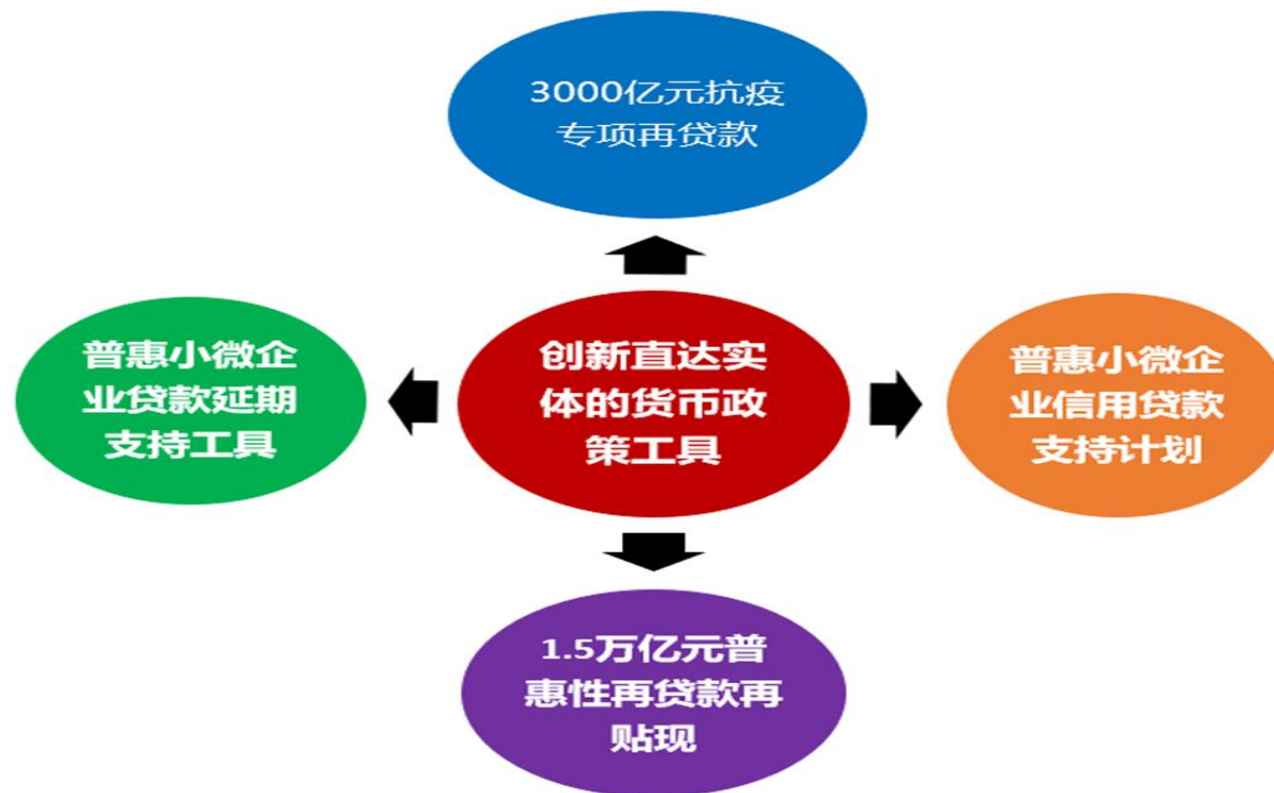 3000亿元抗疫
专项再贷款
普惠小微企
业贷款延期
支持工具
创新直达实
体的货币政
策工具
普惠小微企
业信用贷款
支持计划
1.5万亿元普
惠性再贷款再
贴现